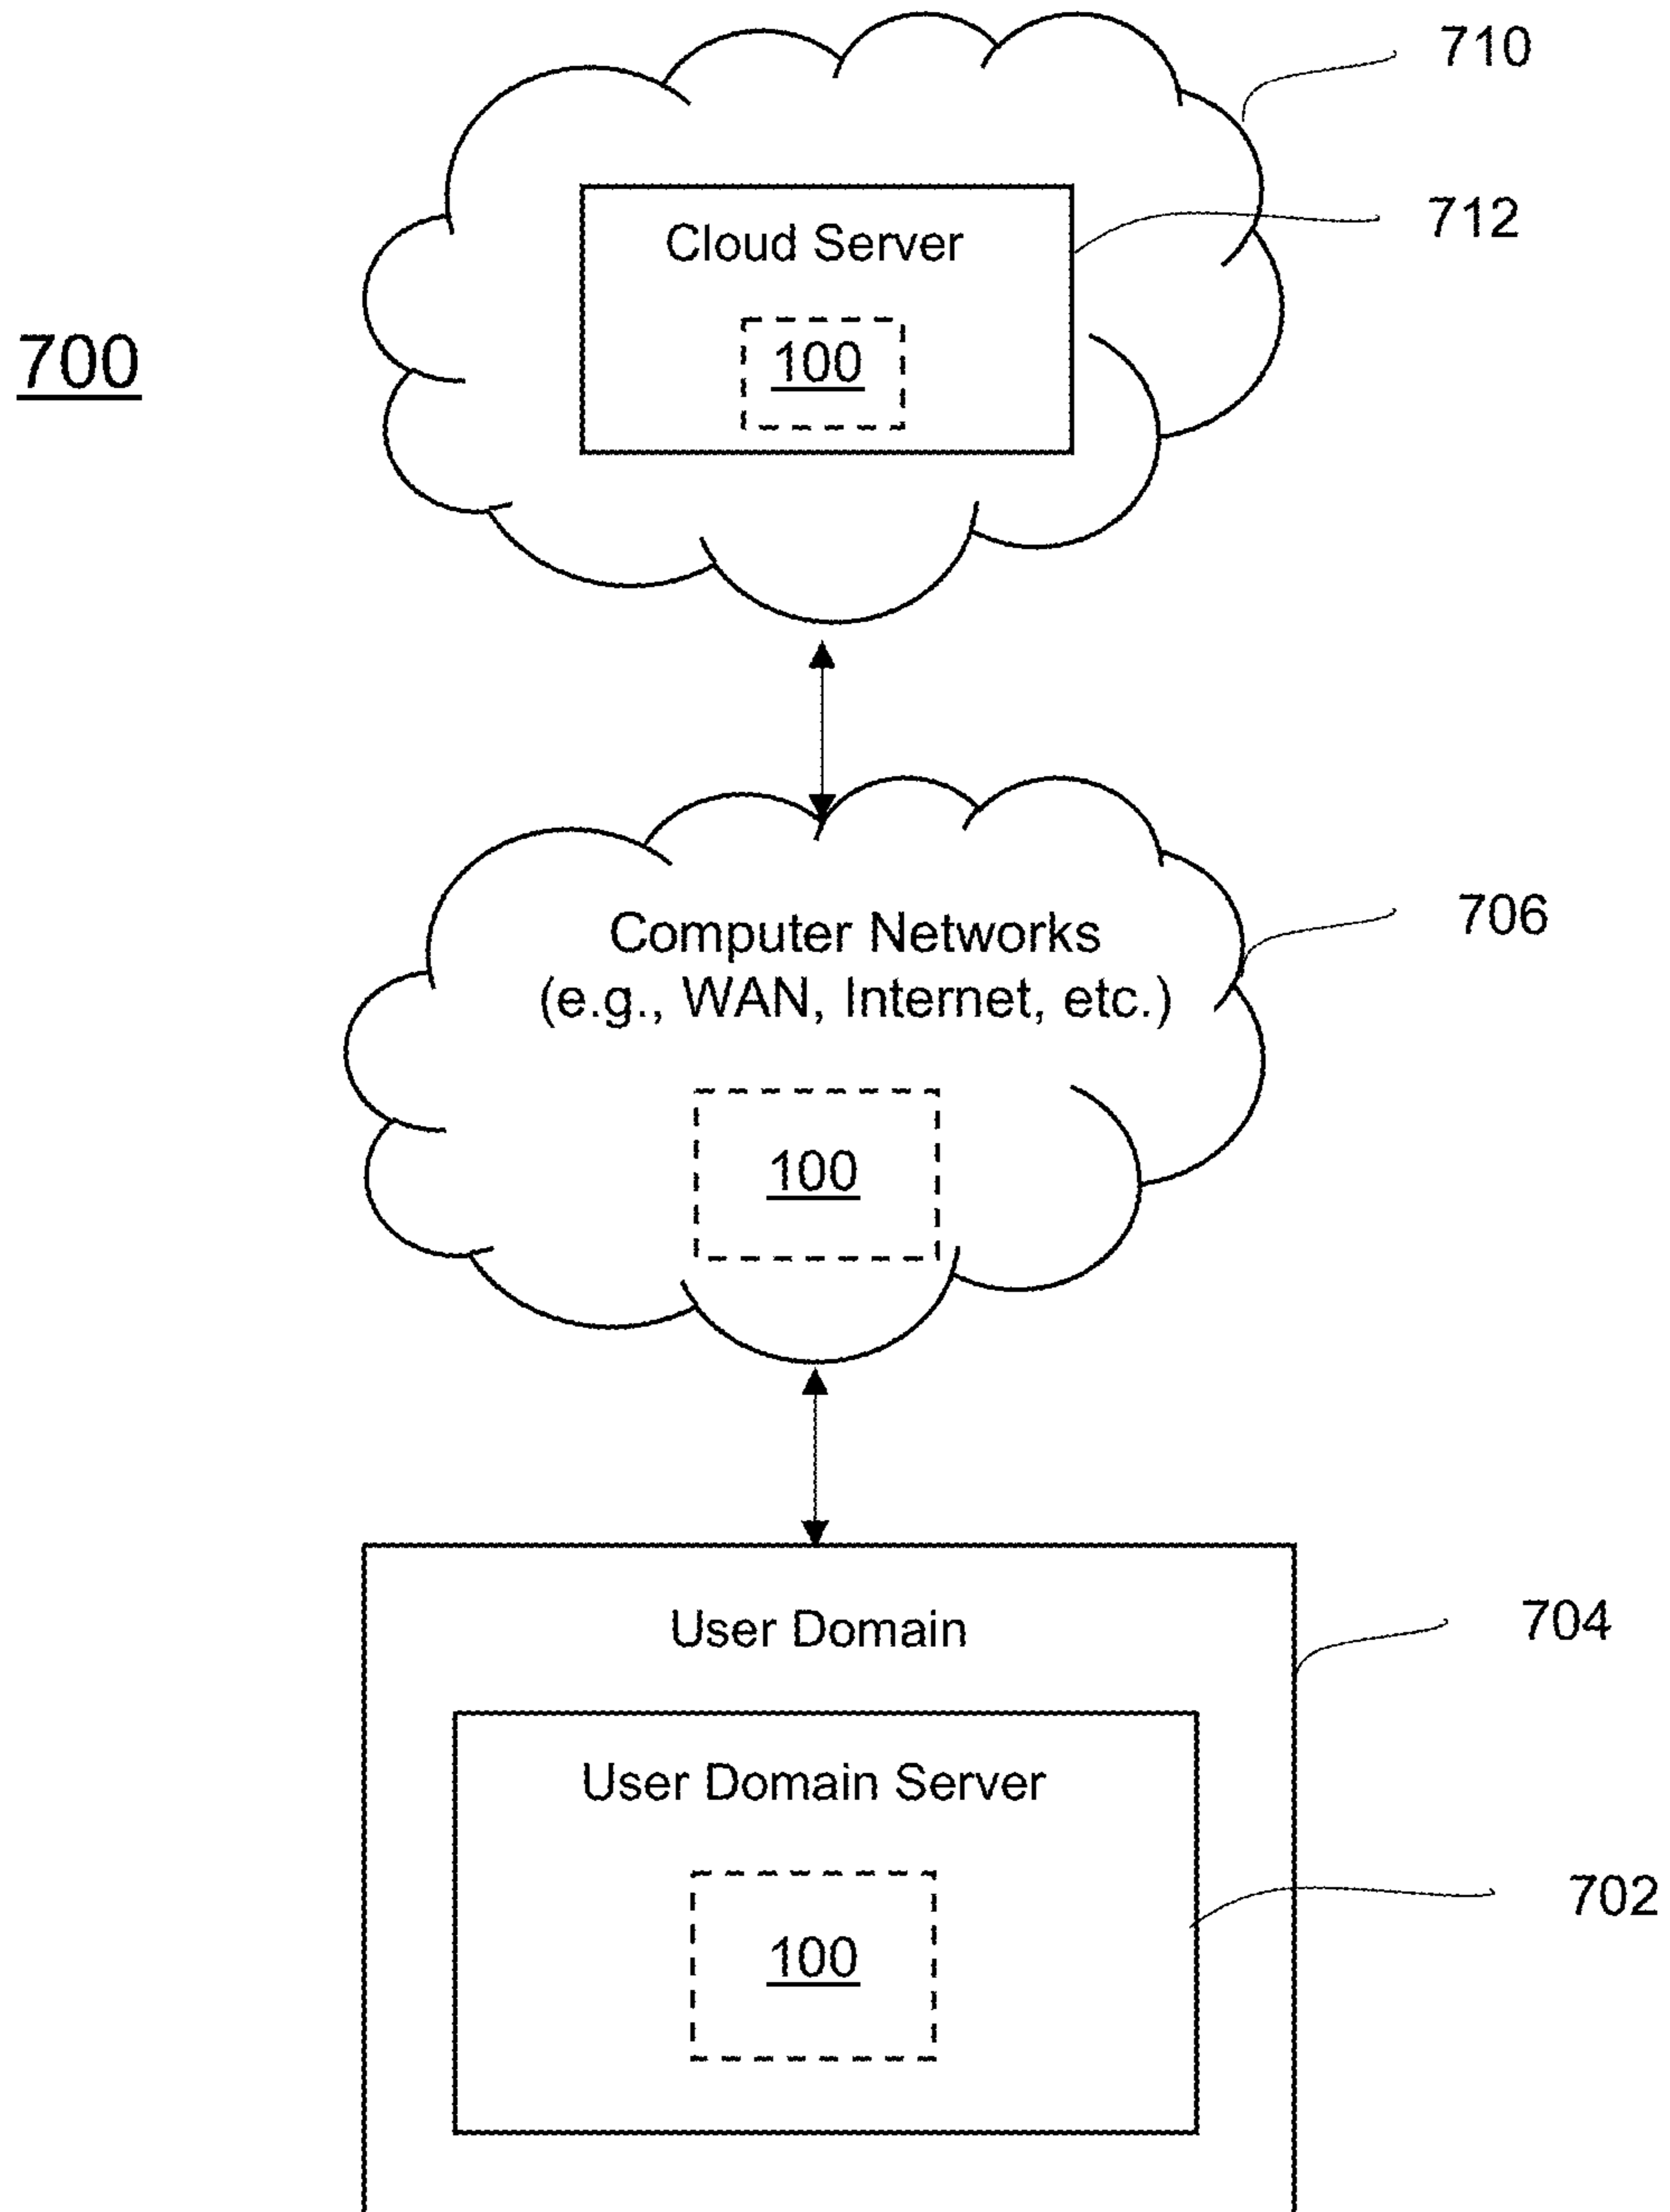 710
712
Cloud Server
100
700
706
Computer Networks
(e.g., WAN, Internet, etc.)
100
704
User Domain
User Domain Server
702
100